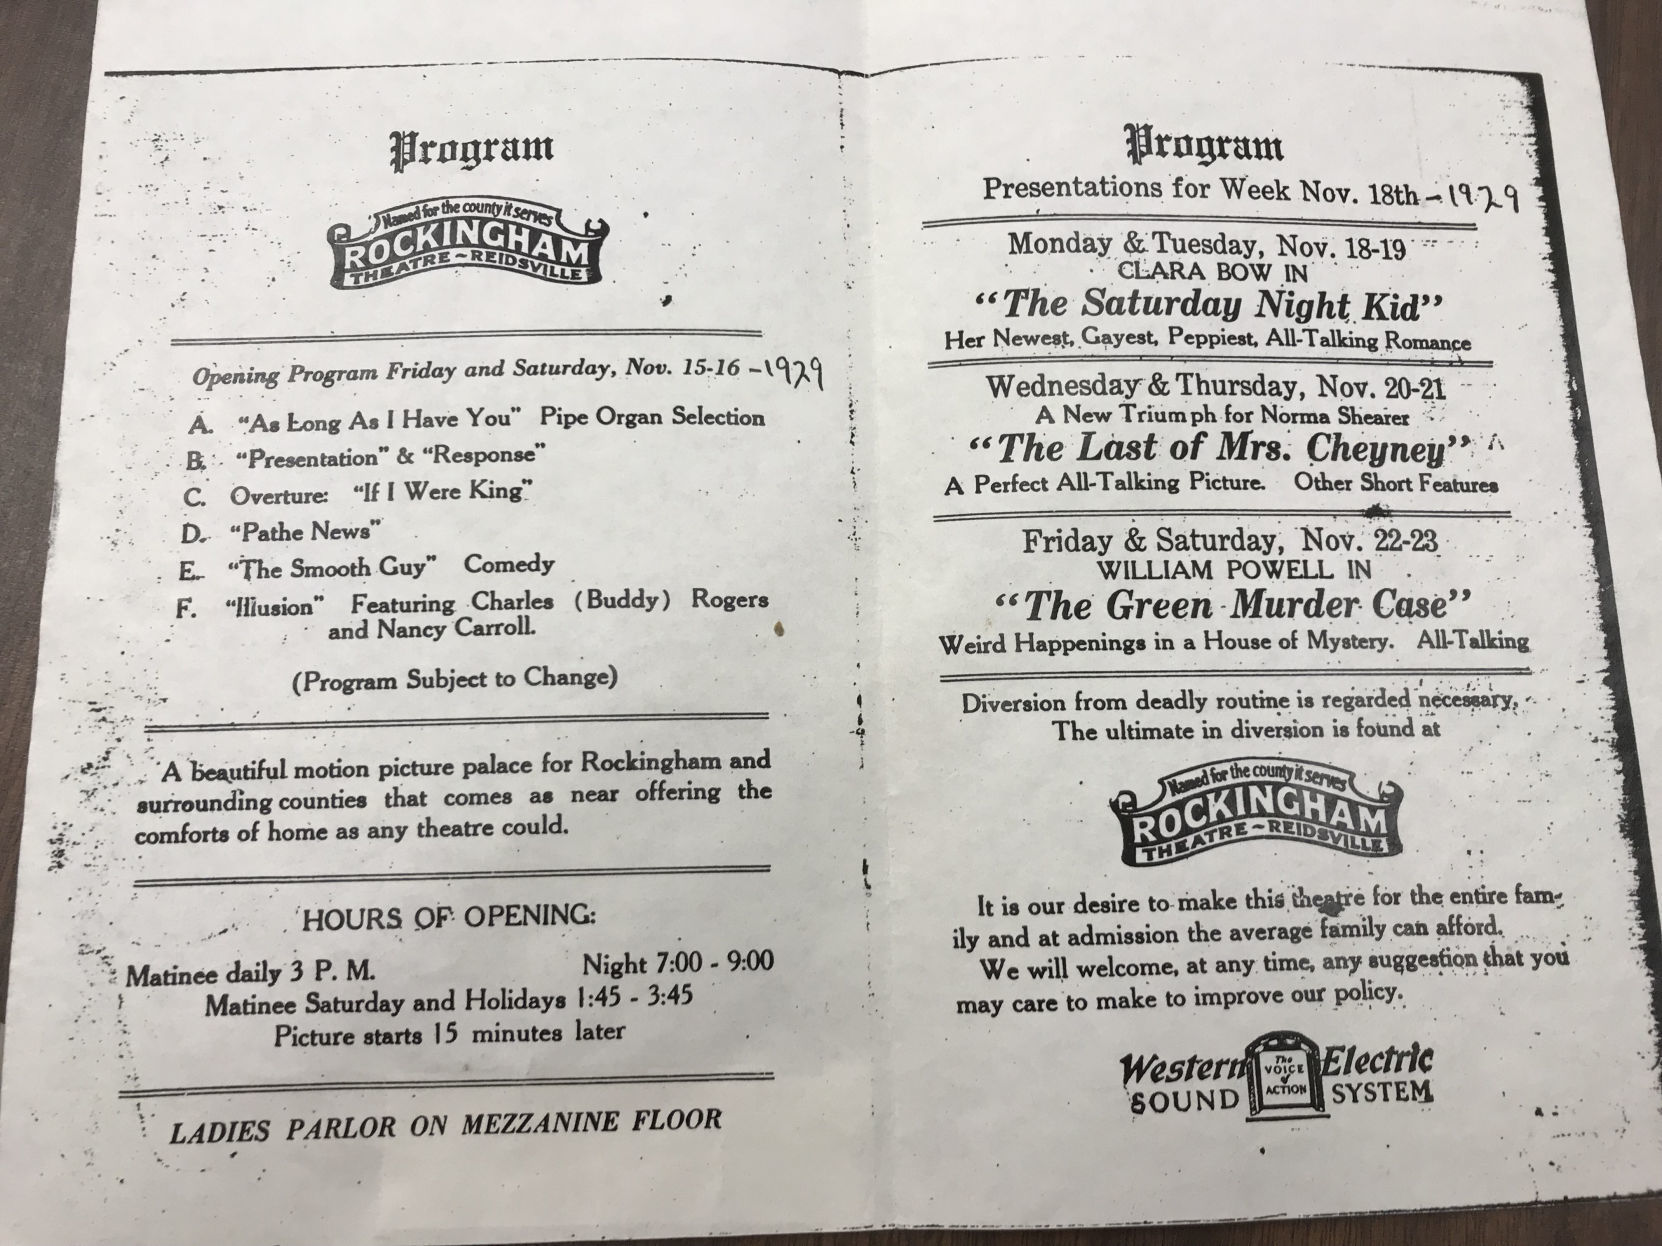 Program
Named for the county it serves
ROCKINGHAM
THEATRE ~ REIDSVILLE
Opening Program Friday and Saturday, Nov. 15-16 - 1929
A. "As Long As I Have You" Pipe Organ Selection
B. "Presentation" & "Response"
C. Overture: "If I Were King"
D. "Pathe News"
E. "The Smooth Guy" Comedy
F. "Illusion" Featuring Charles (Buddy) Rogers
and Nancy Carroll.
(Program Subject to Change)
A beautiful motion picture palace for Rockingham and
surrounding counties that comes as near offering the
comforts of home as any theatre could.
HOURS OF OPENING:
Matinee daily 3 P. M. Night 7:00 - 9:00
Matinee Saturday and Holidays 1:45 - 3:45
Picture starts 15 minutes later
LADIES PARLOR ON MEZZANINE FLOOR
Program
Presentations for Week Nov. 18th - 1929
Monday & Tuesday, Nov. 18-19
CLARA BOW IN
"The Saturday Night Kid"
Her Newest, Gayest, Peppiest, All-Talking Romance
Wednesday & Thursday, Nov. 20-21
A New Triumph for Norma Shearer
"The Last of Mrs. Cheyney"
A Perfect All-Talking Picture. Other Short Features
Friday & Saturday, Nov. 22-23
WILLIAM POWELL IN
"The Green Murder Case"
Weird Happenings in a House of Mystery. All-Talking
Diversion from deadly routine is regarded necessary,
The ultimate in diversion is found at
Named for the county it serves
ROCKINGHAM
THEATRE ~ REIDSVILLE
It is our desire to make this theatre for the entire fam-
ily and at admission the average family can afford.
We will welcome, at any time, any suggestion that you
may care to make to improve our policy.
Western Electric
SOUND SYSTEM
The
VOICE
of
ACTION